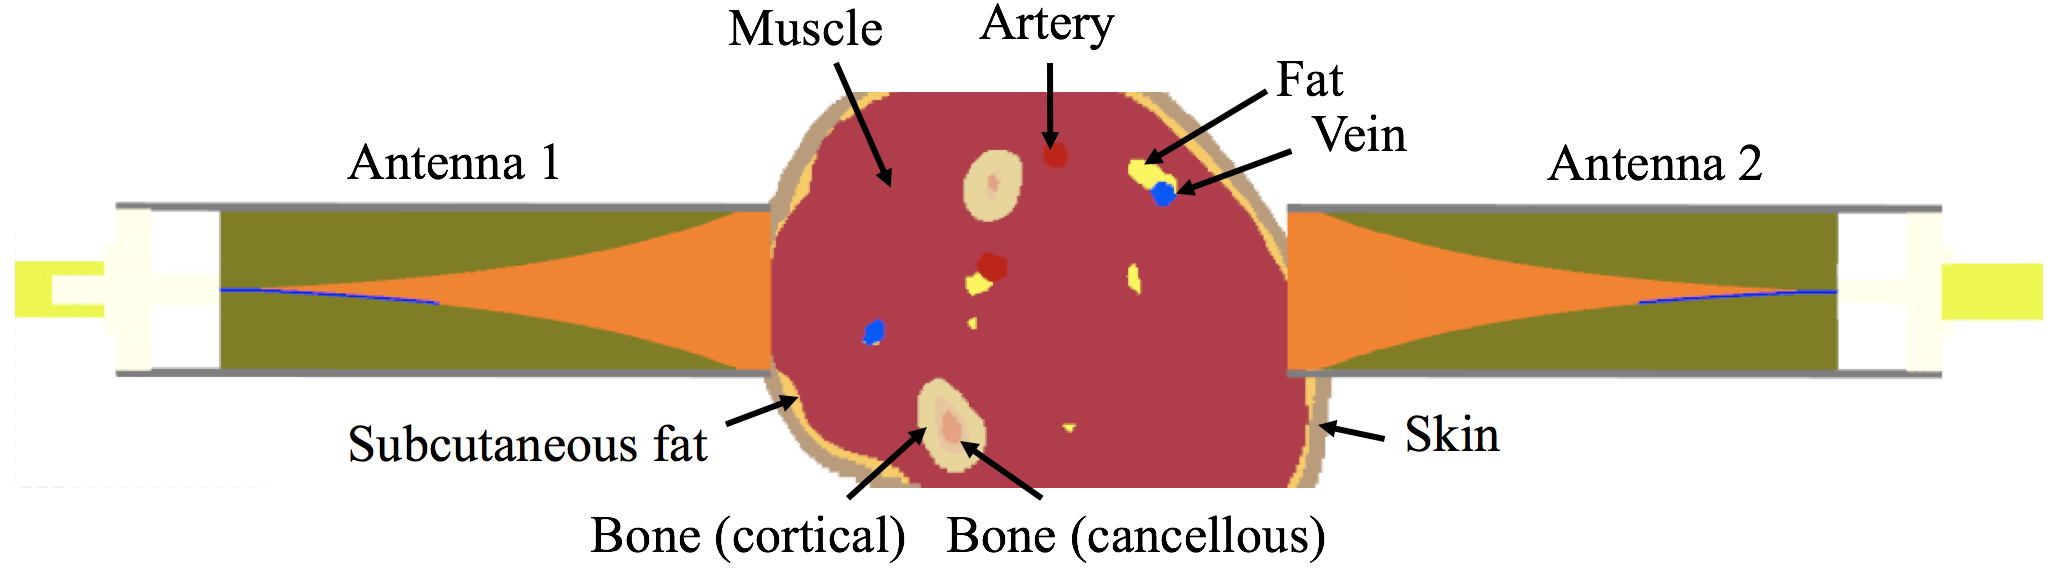 Muscle
Artery
Fat
Vein
Antenna 1
Antenna 2
Subcutaneous fat
Skin
Bone (cortical)
Bone (cancellous)